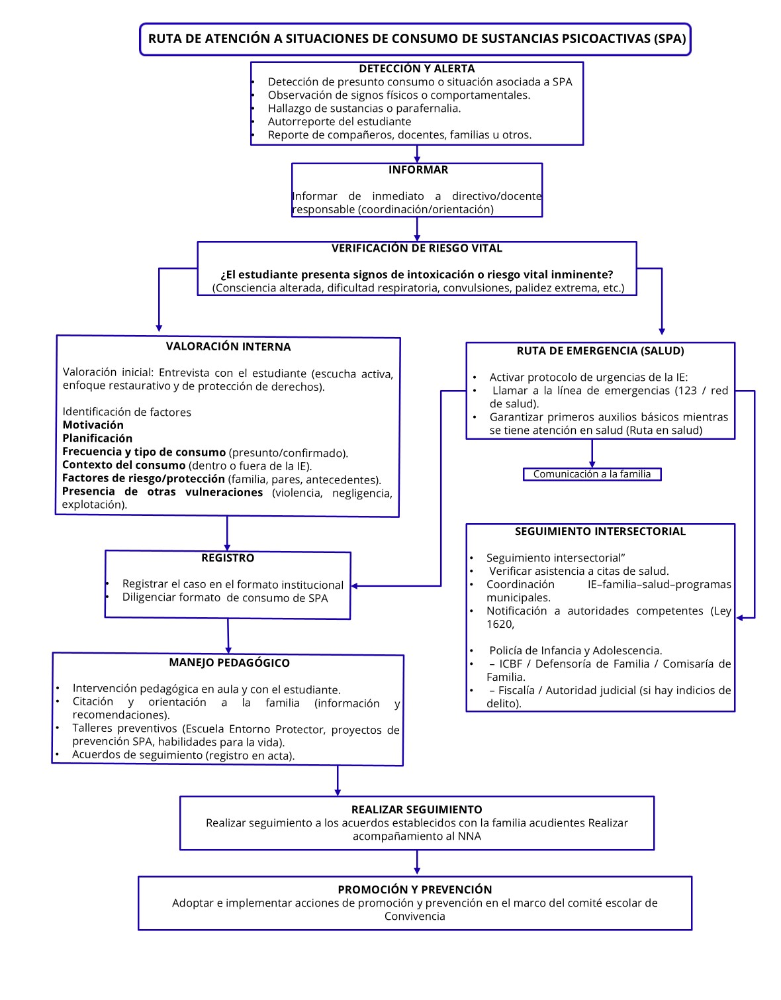 RUTA DE ATENCIÓN A SITUACIONES DE CONSUMO DE SUSTANCIAS PSICOACTIVAS (SPA)
DETECCIÓN Y ALERTA
• Detección de presunto consumo o situación asociada a SPA
• Observación de signos físicos o comportamentales.
• Hallazgo de sustancias o parafernalia.
• Autorreporte del estudiante
• Reporte de compañeros, docentes, familias u otros.
INFORMAR
Informar de inmediato a directivo/docente
responsable (coordinación/orientación)
VERIFICACIÓN DE RIESGO VITAL
¿El estudiante presenta signos de intoxicación o riesgo vital inminente?
(Consciencia alterada, dificultad respiratoria, convulsiones, palidez extrema, etc.)
VALORACIÓN INTERNA
Valoración inicial: Entrevista con el estudiante (escucha activa,
enfoque restaurativo y de protección de derechos).
Identificación de factores
Motivación
Planificación
Frecuencia y tipo de consumo (presunto/confirmado).
Contexto del consumo (dentro o fuera de la IE).
Factores de riesgo/protección (familia, pares, antecedentes).
Presencia de otras vulneraciones (violencia, negligencia,
explotación).
RUTA DE EMERGENCIA (SALUD)
• Activar protocolo de urgencias de la IE:
• Llamar a la línea de emergencias (123 / red
de salud).
• Garantizar primeros auxilios básicos mientras
se tiene atención en salud (Ruta en salud)
Comunicación a la familia
REGISTRO
• Registrar el caso en el formato institucional
• Diligenciar formato de consumo de SPA
SEGUIMIENTO INTERSECTORIAL
• Seguimiento intersectorial”
• Verificar asistencia a citas de salud.
• Coordinación IE–familia–salud–programas
municipales.
• Notificación a autoridades competentes (Ley
1620,
• Policía de Infancia y Adolescencia.
• – ICBF / Defensoría de Familia / Comisaría de
Familia.
• – Fiscalía / Autoridad judicial (si hay indicios de
delito).
MANEJO PEDAGÓGICO
• Intervención pedagógica en aula y con el estudiante.
• Citación y orientación a la familia (información y
recomendaciones).
• Talleres preventivos (Escuela Entorno Protector, proyectos de
prevención SPA, habilidades para la vida).
• Acuerdos de seguimiento (registro en acta).
REALIZAR SEGUIMIENTO
Realizar seguimiento a los acuerdos establecidos con la familia acudientes Realizar
acompañamiento al NNA
PROMOCIÓN Y PREVENCIÓN
Adoptar e implementar acciones de promoción y prevención en el marco del comité escolar de
Convivencia